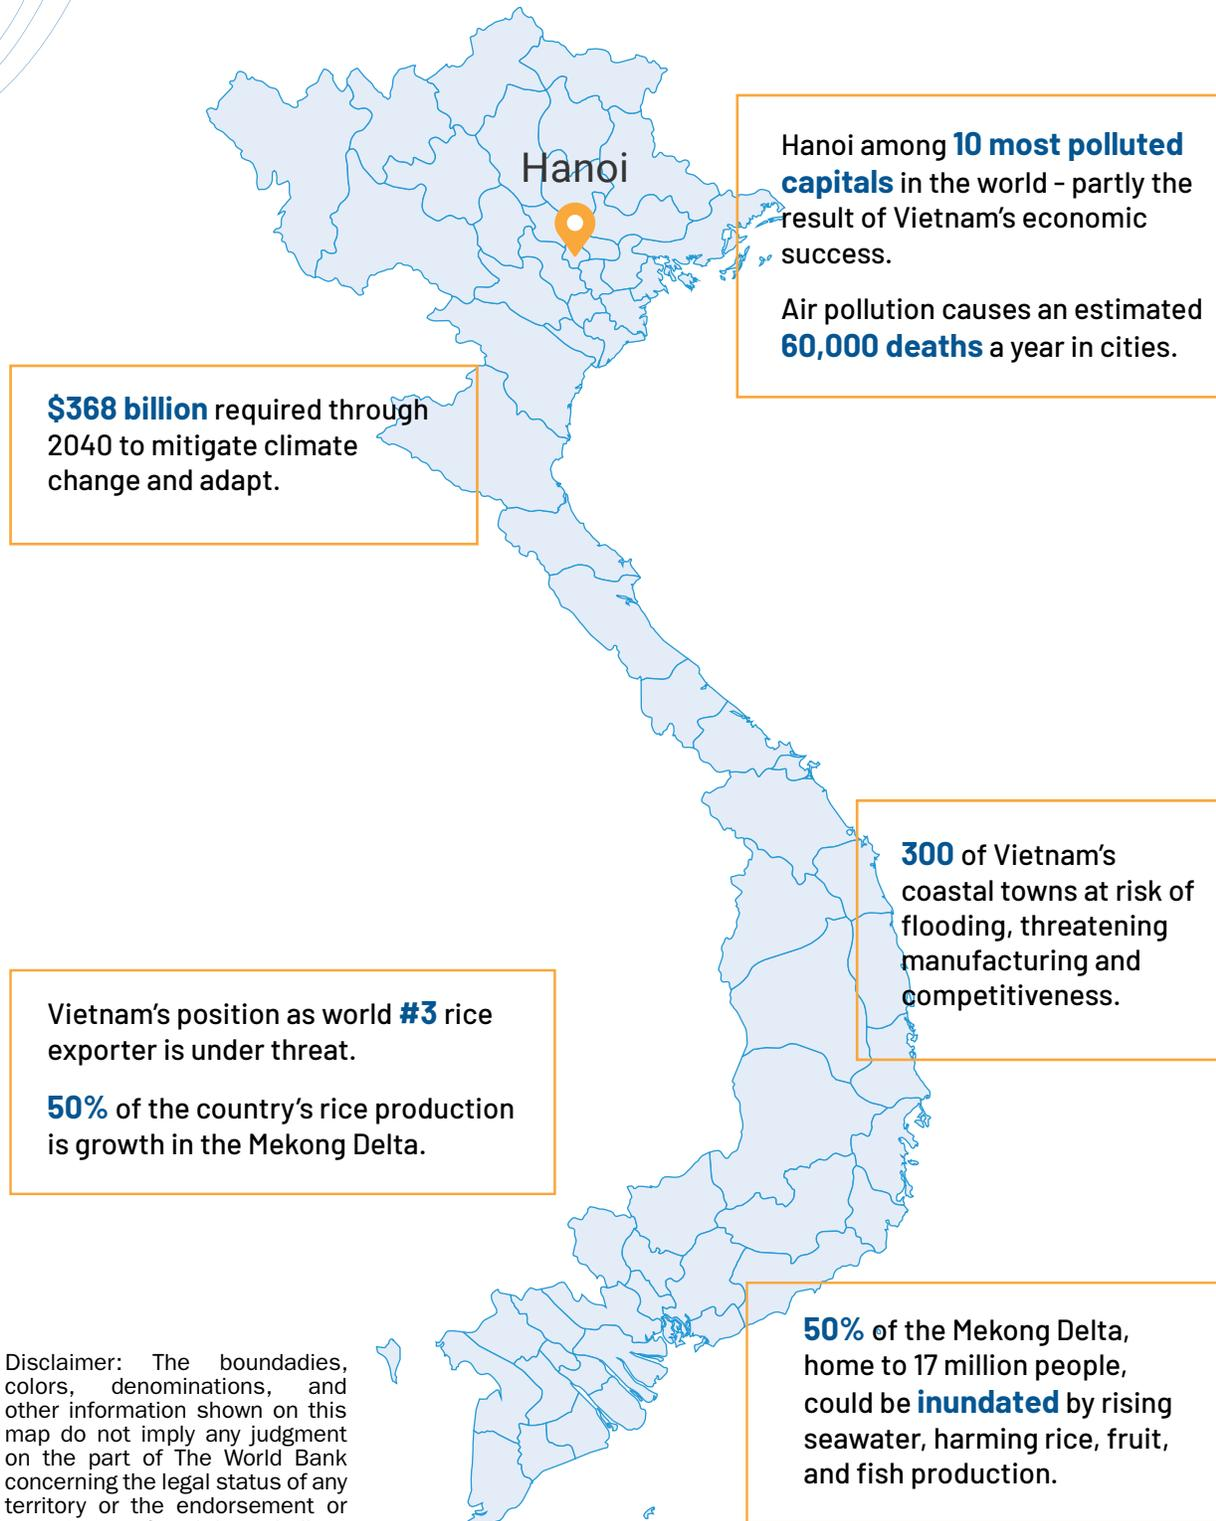 Hanoi
Hanoi among 10 most polluted
capitals in the world - partly the
result of Vietnam's economic
success.
Air pollution causes an estimated
60,000 deaths a year in cities.
$368 billion required through
2040 to mitigate climate
change and adapt.
300 of Vietnam's
coastal towns at risk of
flooding, threatening
manufacturing and
competitiveness.
Vietnam's position as world #3 rice
exporter is under threat.
50% of the country's rice production
is growth in the Mekong Delta.
50% of the Mekong Delta,
home to 17 million people,
could be inundated by rising
seawater, harming rice, fruit,
and fish production.
Disclaimer: The boundadies,
colors, denominations, and
other information shown on this
map do not imply any judgment
on the part of The World Bank
concerning the legal status of any
territory or the endorsement or